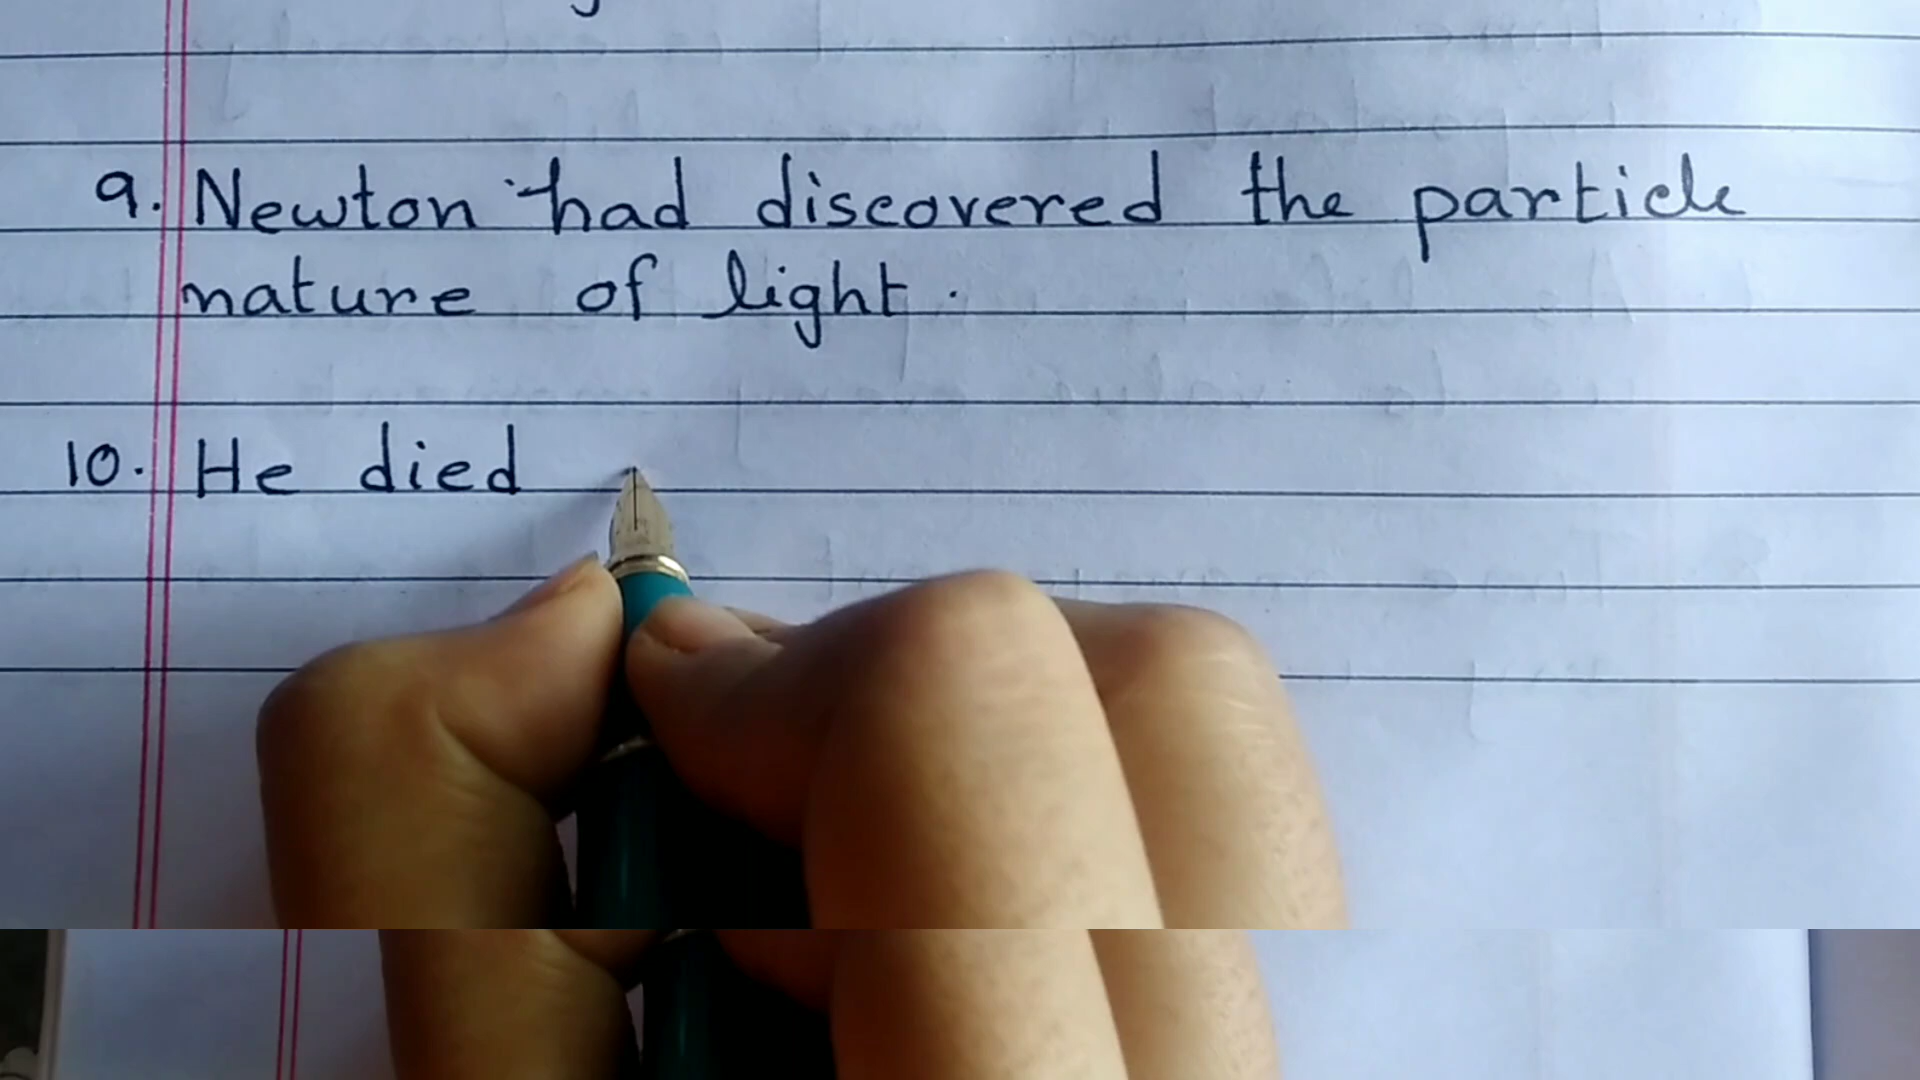 9. Newton had discovered the particle
nature of light.
10. He died